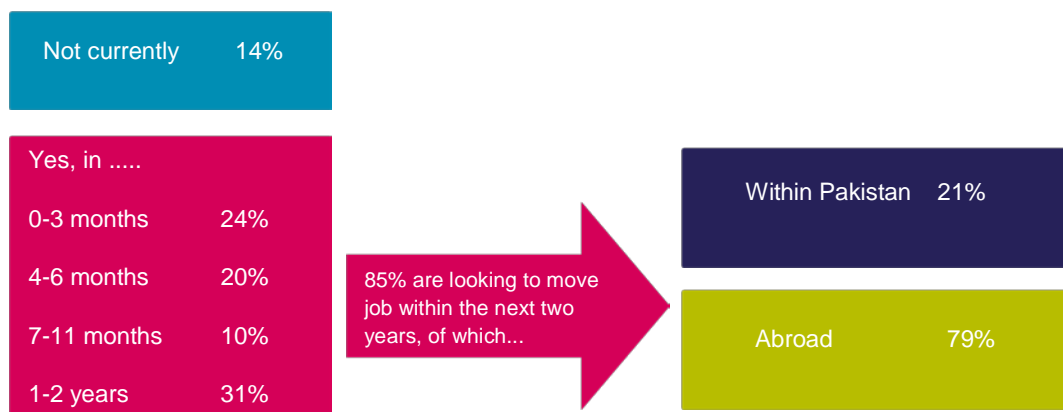 Not currently 14%
Yes, in .....
0-3 months 24%
4-6 months 20%
7-11 months 10%
1-2 years 31%
85% are looking to move
job within the next two
years, of which...
Within Pakistan 21%
Abroad 79%